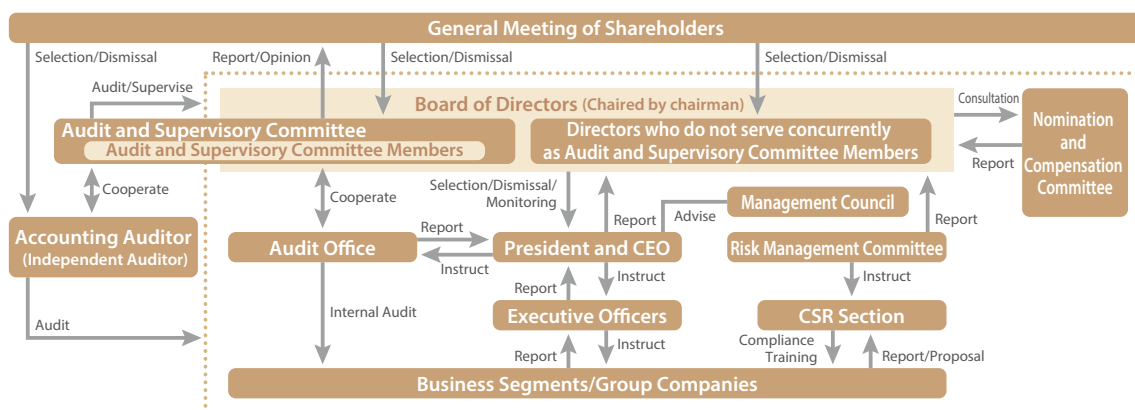 General Meeting of Shareholders
Selection/Dismissal
Report/Opinion
Selection/Dismissal
Selection/Dismissal
Audit/Supervise
Board of Directors (Chaired by chairman)
Consultation
Audit and Supervisory Committee
Audit and Supervisory Committee Members
Directors who do not serve concurrently
as Audit and Supervisory Committee Members
Nomination
and
Compensation
Committee
Report
Cooperate
Cooperate
Selection/Dismissal/
Monitoring
Report
Advise
Management Council
Report
Accounting Auditor
(Independent Auditor)
Audit Office
Report
Instruct
President and CEO
Risk Management Committee
Report
Instruct
Instruct
Internal Audit
Executive Officers
CSR Section
Audit
Report
Instruct
Compliance
Training
Report/Proposal
Business Segments/Group Companies